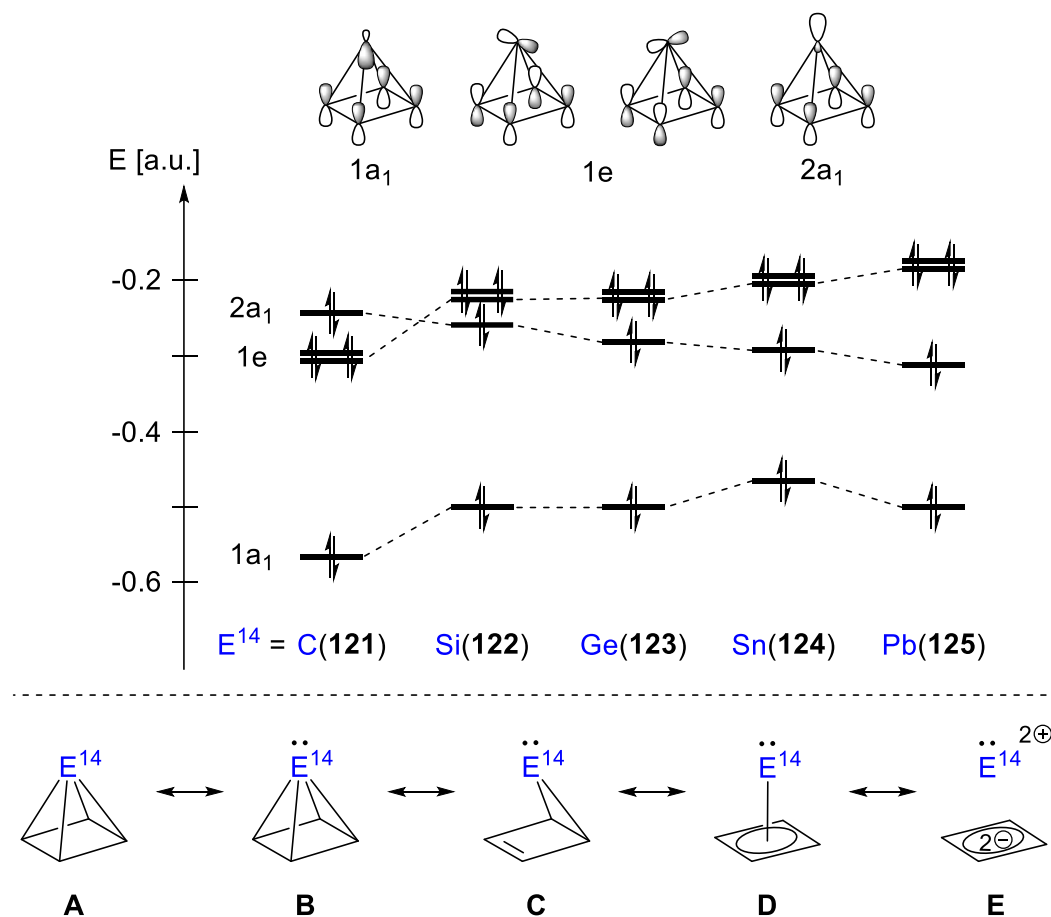 1a₁ 1e 2a₁
E [a.u.]
-0.2
2a₁
1e
-0.4
1a₁
-0.6
E¹⁴ = C(121) Si(122) Ge(123) Sn(124) Pb(125)
E¹⁴ E¹⁴ E¹⁴ E¹⁴ E¹⁴ 2⊕
2⊖
A B C D E